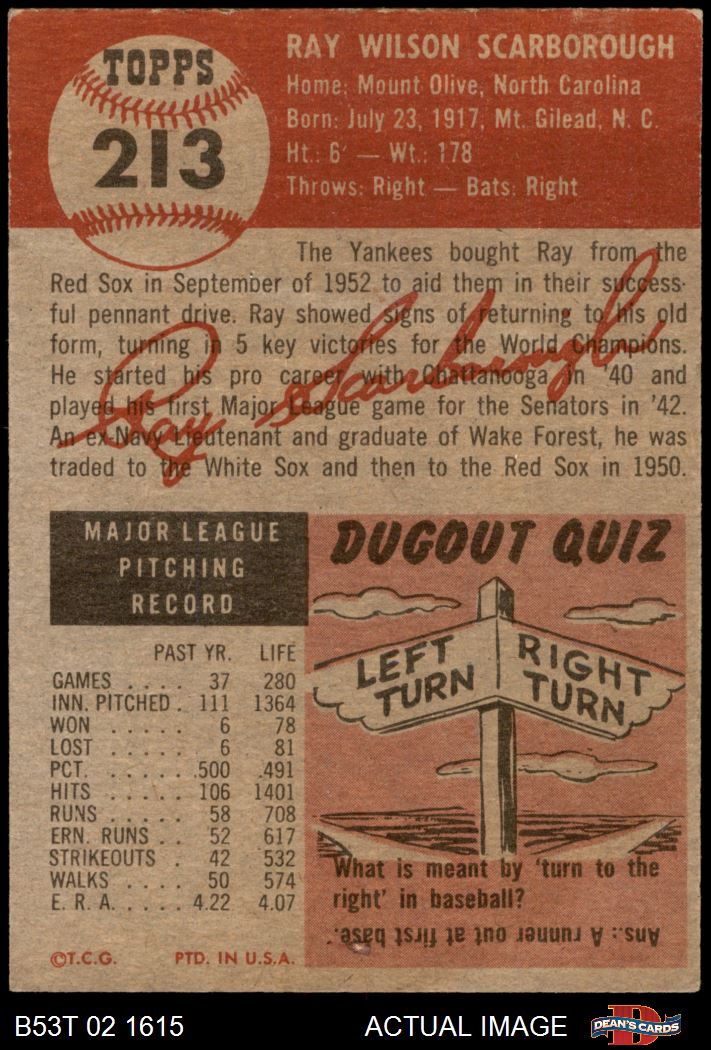 TOPPS
213
RAY WILSON SCARBOROUGH
Home: Mount Olive, North Carolina
Born: July 23, 1917, Mt. Gilead, N. C.
Ht.: 6' — Wt.: 178
Throws: Right — Bats: Right
The Yankees bought Ray from the
Red Sox in September of 1952 to aid them in their success-
ful pennant drive. Ray showed signs of returning to his old
form, turning in 5 key victories for the World Champions.
He started his pro career with Chattanooga in '40 and
played his first Major League game for the Senators in '42.
An ex-Navy Lieutenant and graduate of Wake Forest, he was
traded to the White Sox and then to the Red Sox in 1950.
Ray Scarborough
MAJOR LEAGUE
PITCHING
RECORD
PAST YR. LIFE
GAMES . . . . 37 280
INN. PITCHED . 111 1364
WON . . . . . 6 78
LOST . . . . . 6 81
PCT. . . . . . .500 .491
HITS . . . . . 106 1401
RUNS . . . . . 58 708
ERN. RUNS . . 52 617
STRIKEOUTS . 42 532
WALKS . . . . 50 574
E. R. A. . . . . 4.22 4.07
©T.C.G. PTD. IN U.S.A.
DUGOUT QUIZ
LEFT TURN
RIGHT TURN
What is meant by 'turn to the
right' in baseball?
Ans.: A runner out at first base.
B53T 02 1615 ACTUAL IMAGE
D
DEAN'S CARDS